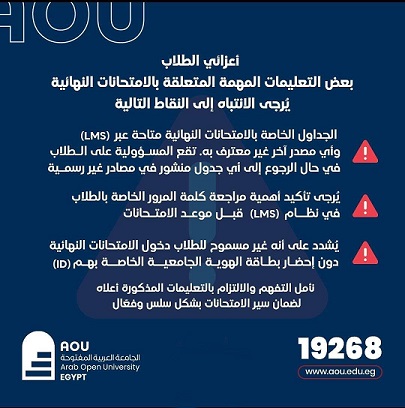 AOU
أعزائي الطلاب
بعض التعليمات المهمة المتعلقة بالامتحانات النهائية
يُرجى الانتباه إلى النقاط التالية
الجداول الخاصة بالامتحانات النهائية متاحة عبر (LMS)
وأي مصدر آخر غير معترف به. تقع المسؤولية على الطلاب
في حال الرجوع إلى أي جدول منشور في مصادر غير رسمية
يُرجى تأكيد أهمية مراجعة كلمة المرور الخاصة بالطلاب
في نظام (LMS) قبل موعد الامتحانات
يُشدد على أنه غير مسموح للطلاب دخول الامتحانات النهائية
دون إحضار بطاقة الهوية الجامعية الخاصة بهم (ID)
نأمل التفهم والالتزام بالتعليمات المذكورة أعلاه
لضمان سير الامتحانات بشكل سلس وفعّال
AOU
الجامعة العربية المفتوحة
Arab Open University
EGYPT
19268
www.aou.edu.eg